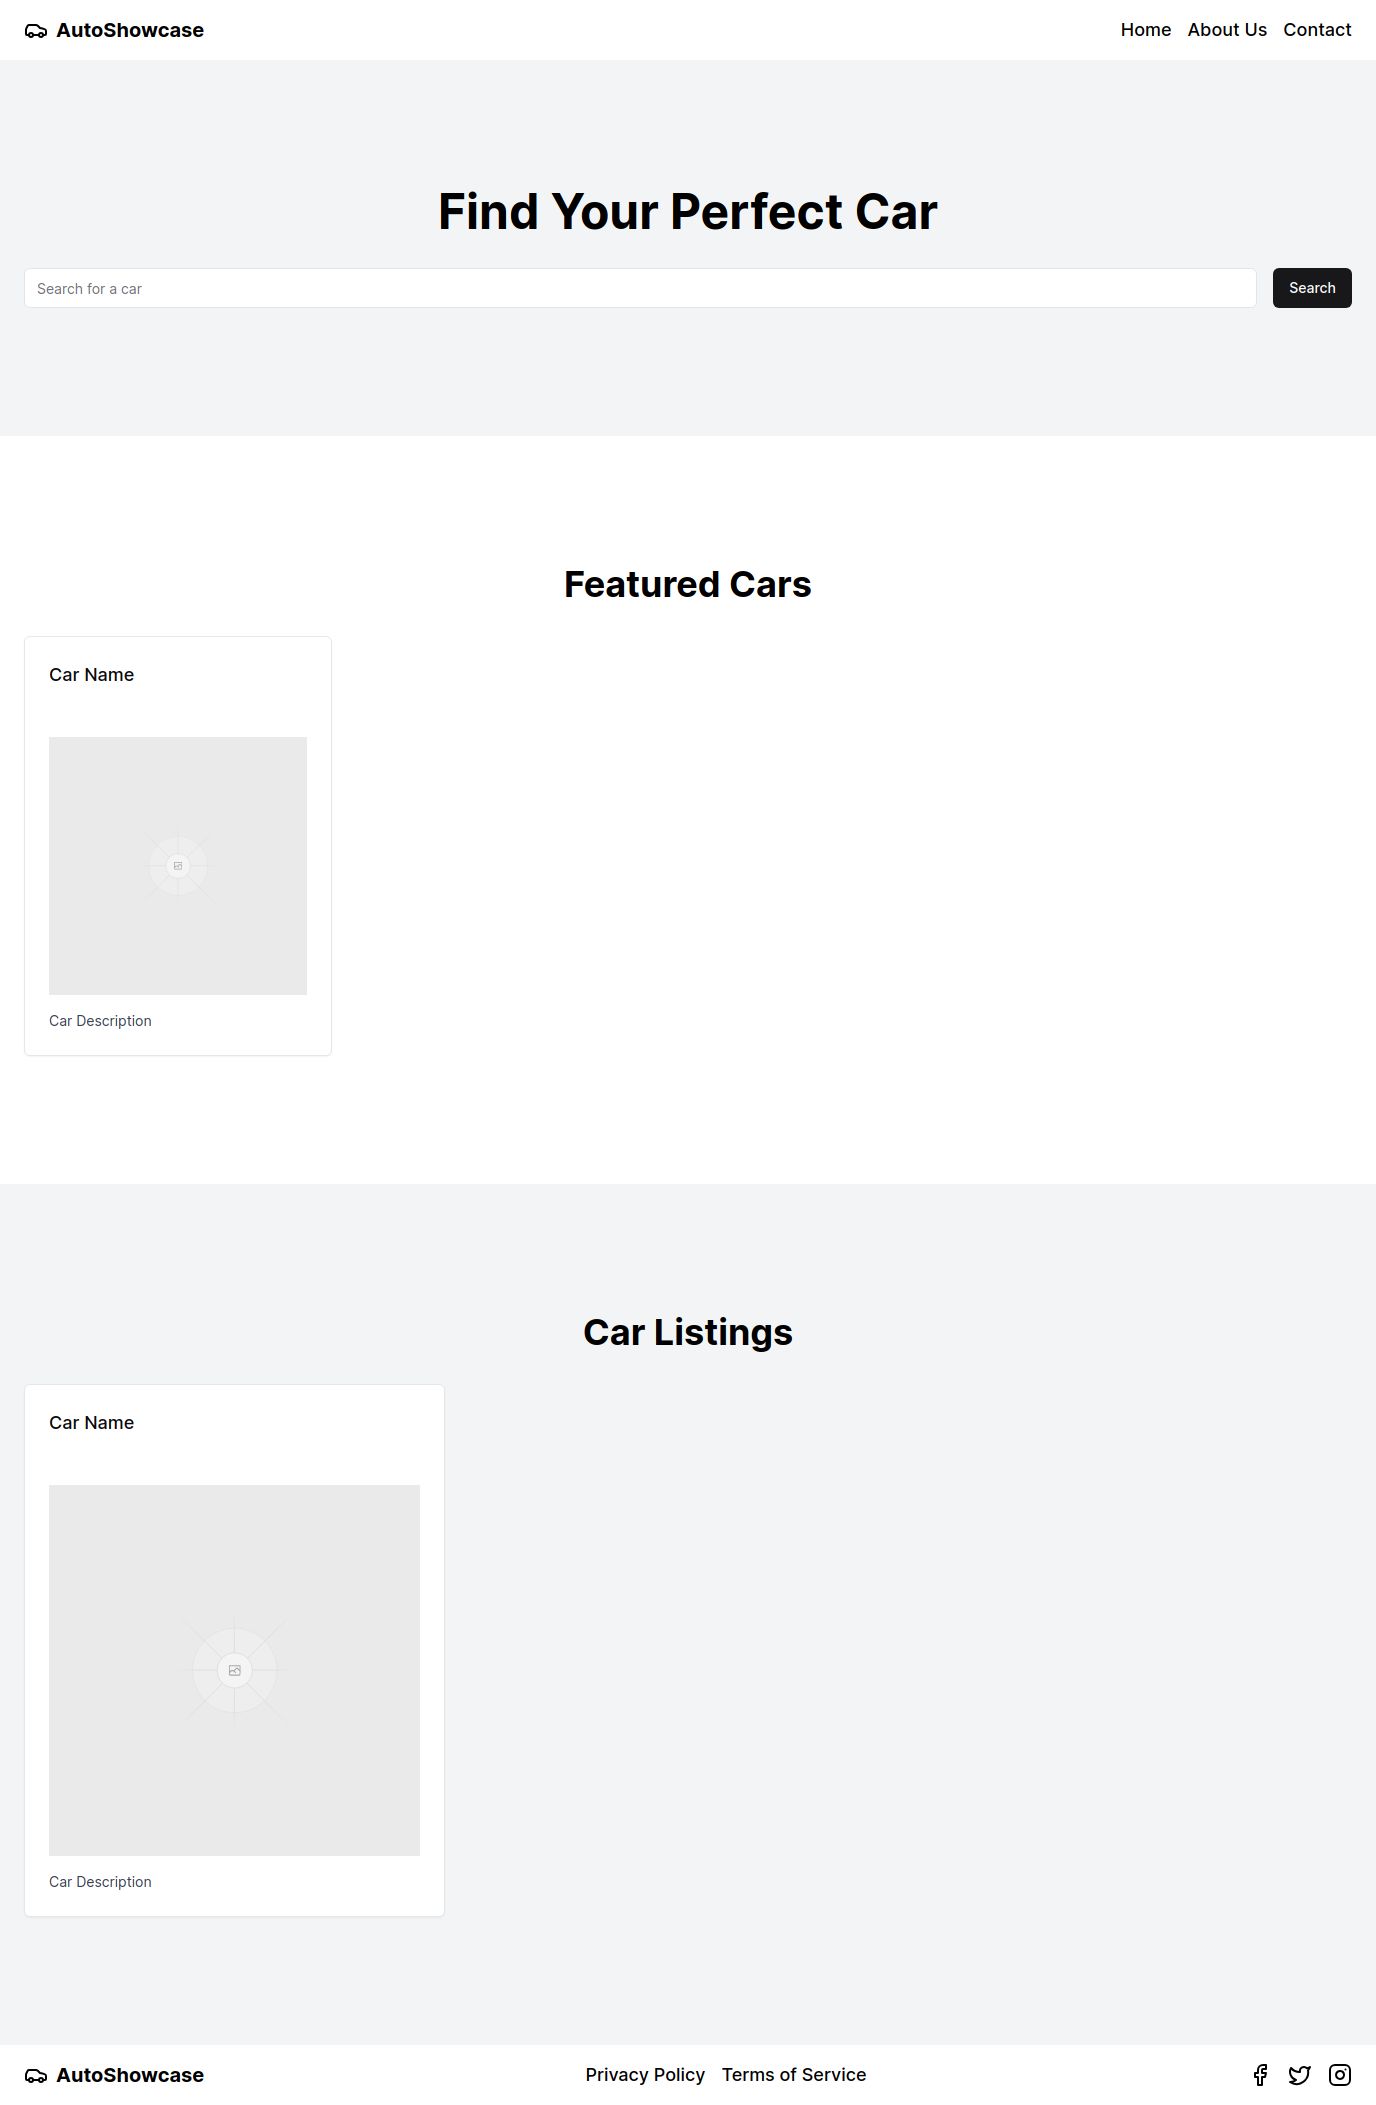 AutoShowcase
Home About Us Contact
Find Your Perfect Car
Search for a car
Search
Featured Cars
Car Name
Car Description
Car Listings
Car Name
Car Description
AutoShowcase
Privacy Policy Terms of Service